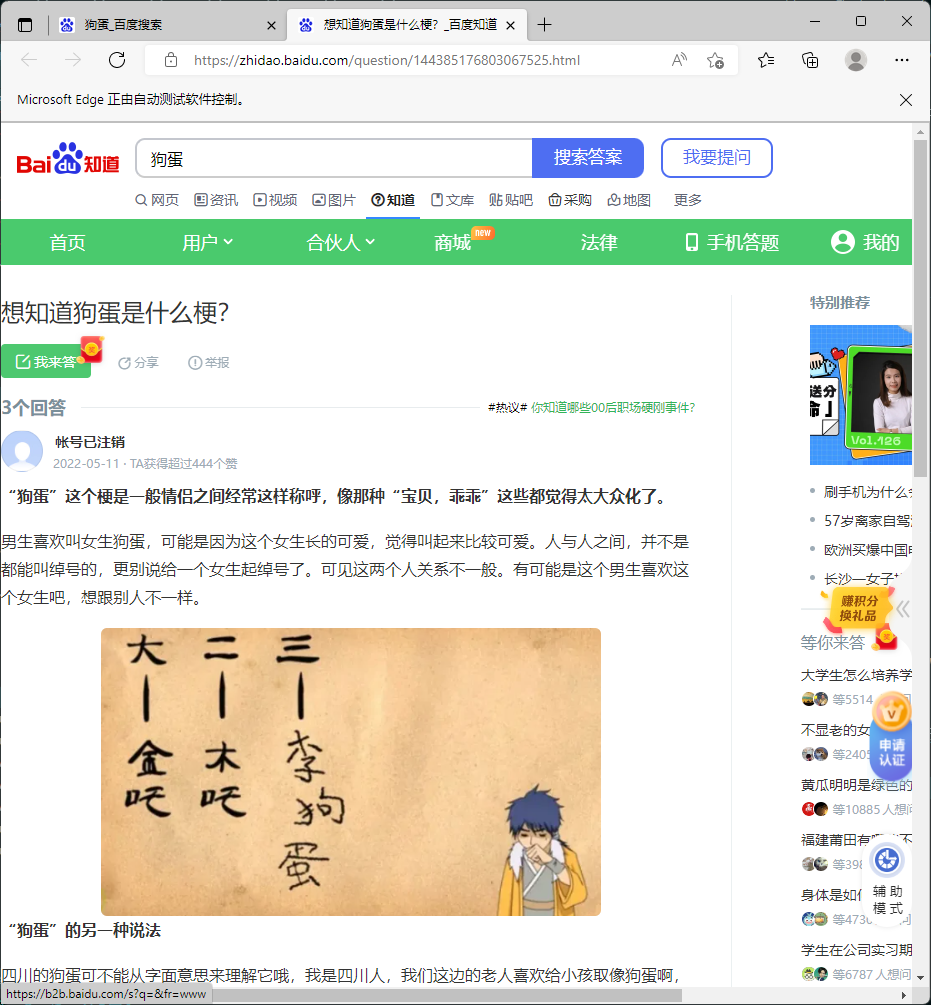 狗蛋_百度搜索
想知道狗蛋是什么梗? _百度知道
https://zhidao.baidu.com/question/144385176803067525.html
Microsoft Edge 正由自动测试软件控制。
Bai du 知道
狗蛋
搜索答案
我要提问
网页 资讯 视频 图片 知道 文库 贴吧 采购 地图 更多
首页 用户 合伙人 商城 new 法律 手机答题 我的
想知道狗蛋是什么梗？
我来答
奖
分享
举报
3个回答
#热议# 你知道哪些00后职场硬刚事件?
帐号已注销
2022-05-11 · TA获得超过444个赞
“狗蛋”这个梗是一般情侣之间经常这样称呼，像那种“宝贝，乖乖”这些都觉得太大众化了。
男生喜欢叫女生狗蛋，可能是因为这个女生长的可爱，觉得叫起来比较可爱。人与人之间，并不是
都能叫绰号的，更别说给一个女生起绰号了。可见这两个人关系不一般。有可能是这个男生喜欢这
个女生吧，想跟别人不一样。
大一金吒
二一木吒
三一李狗蛋
“狗蛋”的另一种说法
四川的狗蛋可不能从字面意思来理解它哦，我是四川人，我们这边的老人喜欢给小孩取像狗蛋啊，
https://b2b.baidu.com/s?q=&fr=www
特别推荐
送分
命」
Vol.126
刷手机为什么
57岁离家自驾
欧洲买爆中国
长沙一女子
赚积分
换礼品
等你来答
奖
大学生怎么培养学
等5514
不显老的女
等240
申请
认证
黄瓜明明是绿色的
等10885人想问
福建莆田有
等398
辅助
模式
身体是如
等473
学生在公司实习期
等6787人想问